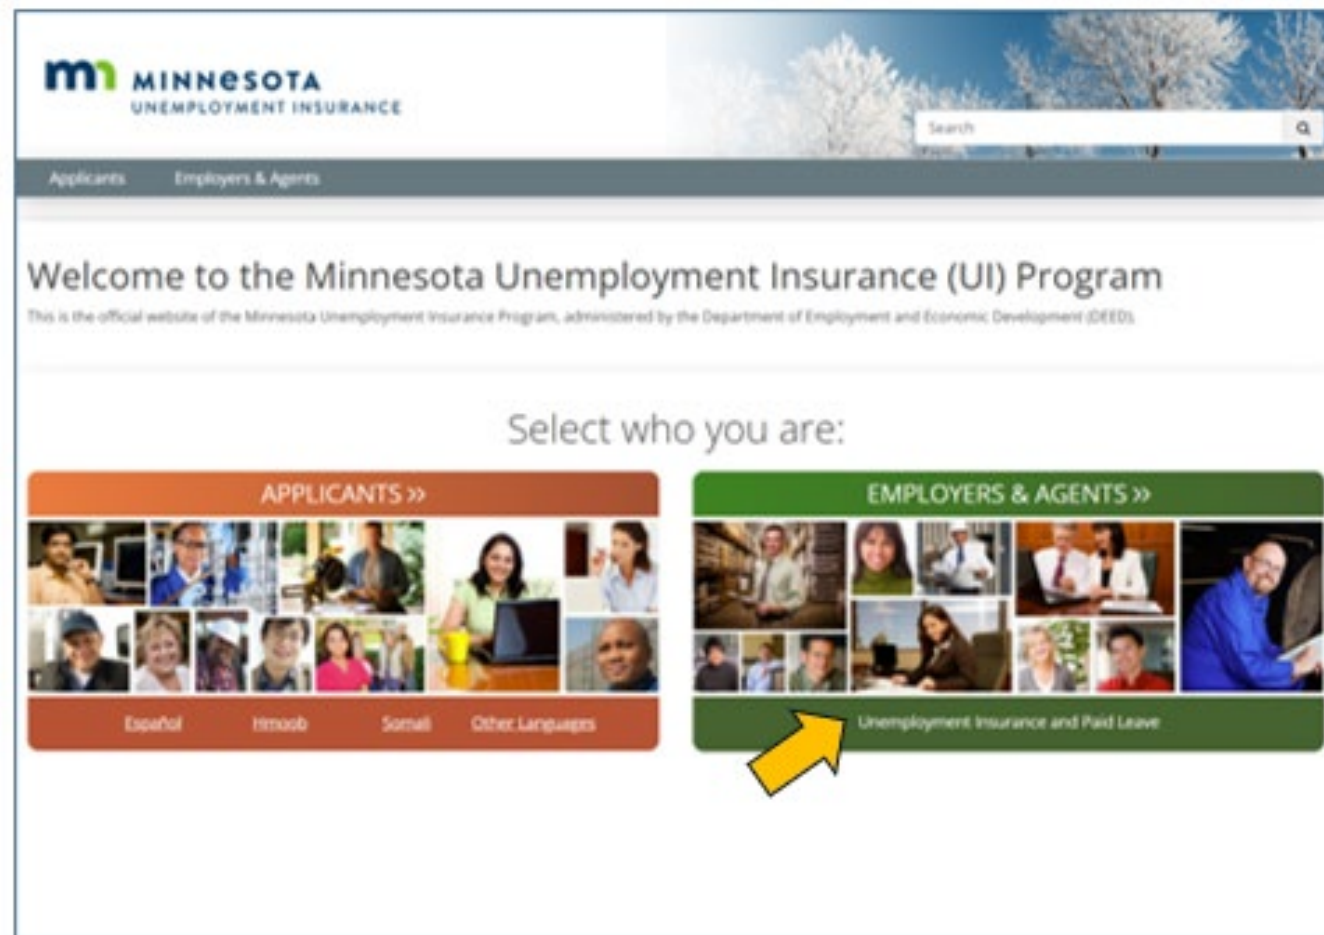 mn MINNESOTA
UNEMPLOYMENT INSURANCE
Search
Applicants Employers & Agents
Welcome to the Minnesota Unemployment Insurance (UI) Program
This is the official website of the Minnesota Unemployment Insurance Program, administered by the Department of Employment and Economic Development (DEED).
Select who you are:
APPLICANTS »
EMPLOYERS & AGENTS »
Español Hmoob Somali Other Languages
Unemployment Insurance and Paid Leave